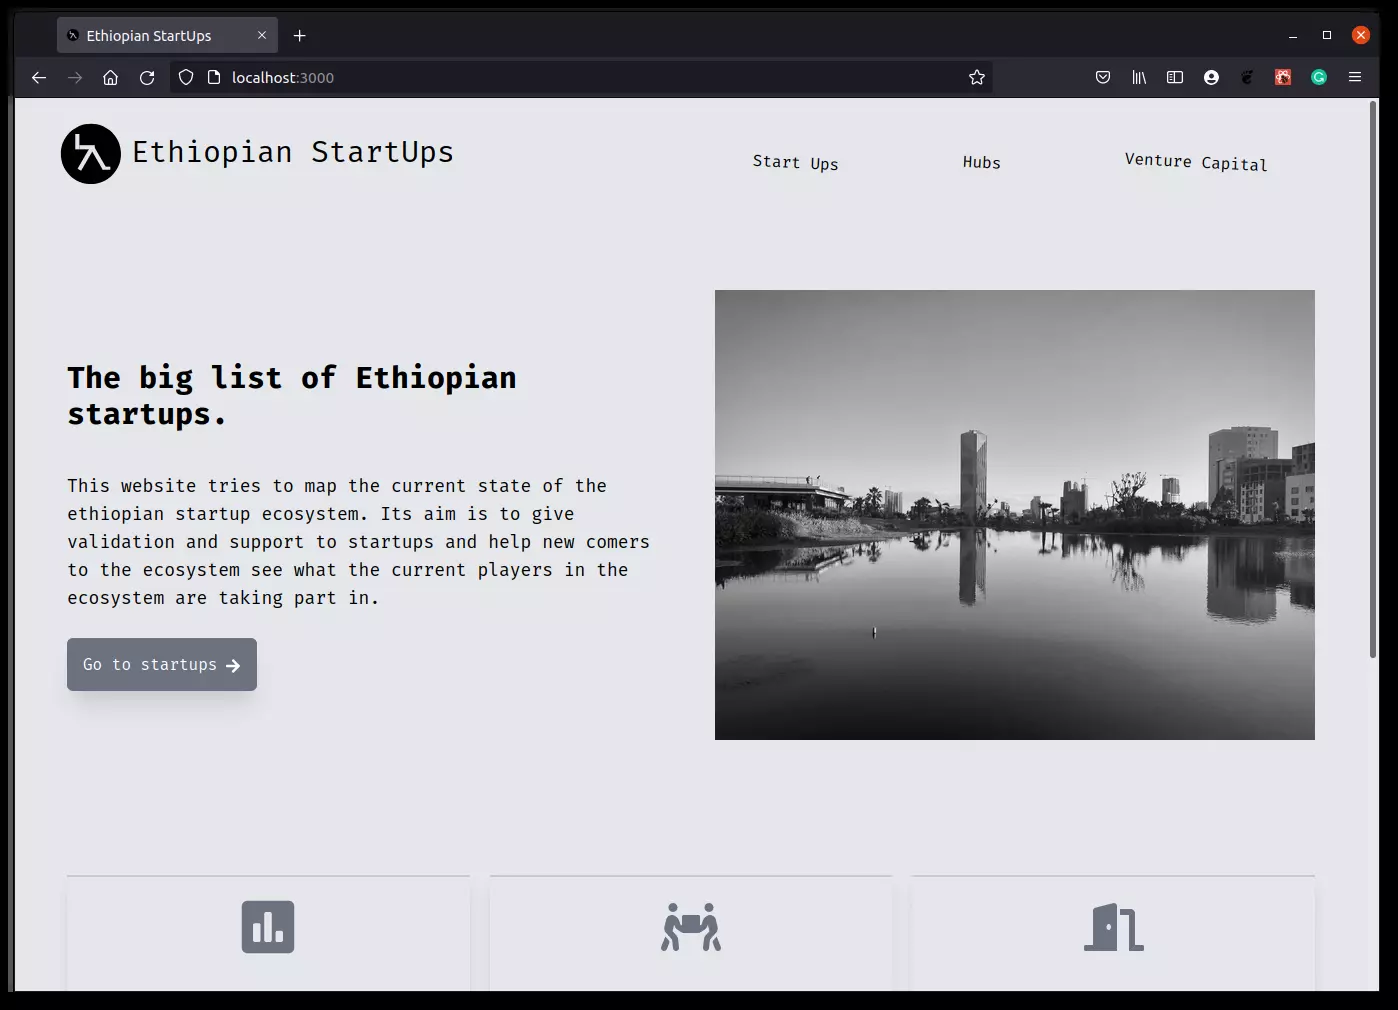 Ethiopian StartUps
localhost:3000
Ethiopian StartUps
Start Ups
Hubs
Venture Capital
The big list of Ethiopian
startups.
This website tries to map the current state of the
ethiopian startup ecosystem. Its aim is to give
validation and support to startups and help new comers
to the ecosystem see what the current players in the
ecosystem are taking part in.
Go to startups